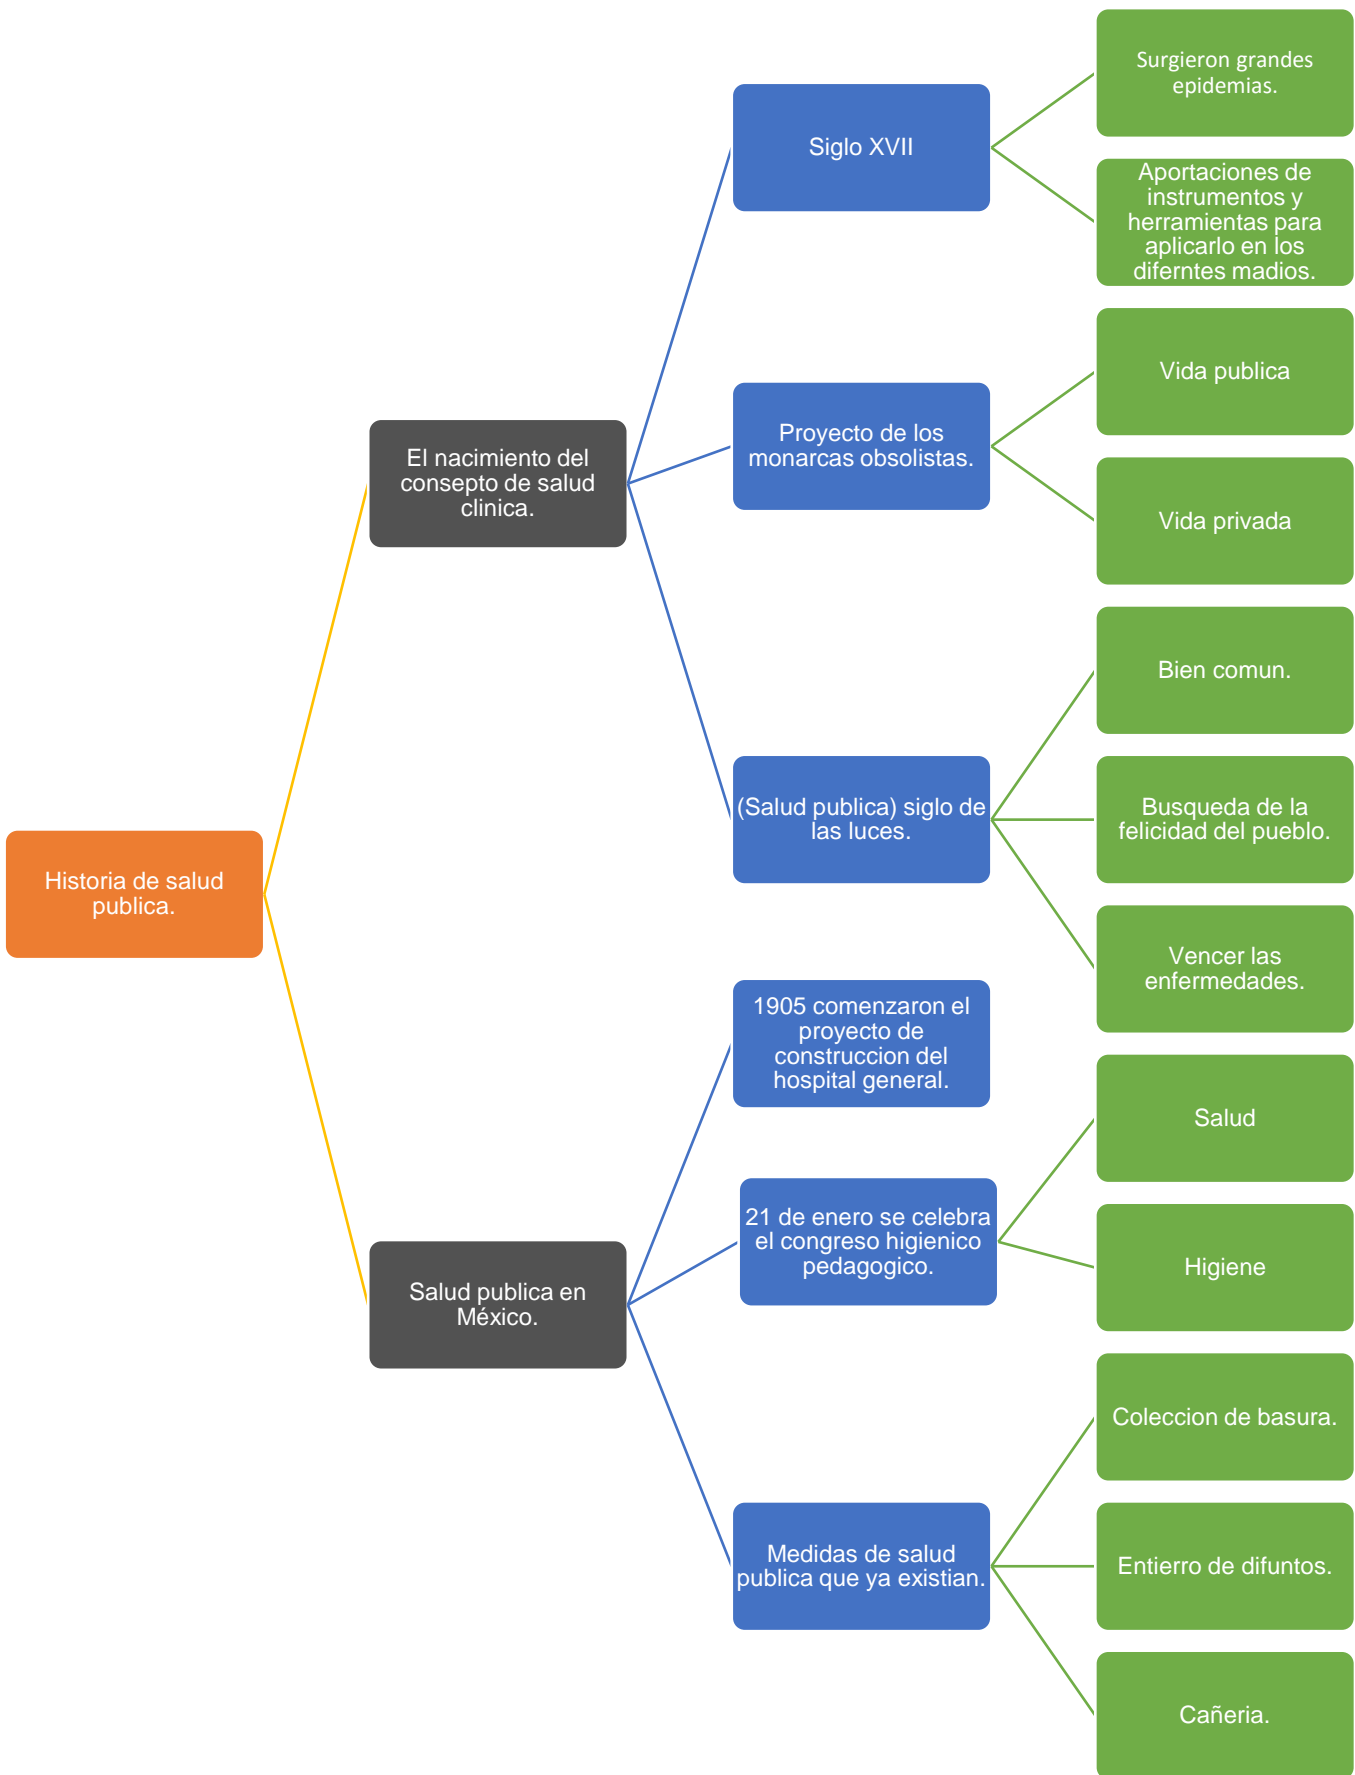 Historia de salud
publica.
El nacimiento del
consepto de salud
clinica.
Siglo XVII
Surgieron grandes
epidemias.
Aportaciones de
instrumentos y
herramientas para
aplicarlo en los
diferntes madios.
Proyecto de los
monarcas obsolistas.
Vida publica
Vida privada
(Salud publica) siglo de
las luces.
Bien comun.
Busqueda de la
felicidad del pueblo.
Vencer las
enfermedades.
Salud publica en
México.
1905 comenzaron el
proyecto de
construccion del
hospital general.
21 de enero se celebra
el congreso higienico
pedagogico.
Salud
Higiene
Medidas de salud
publica que ya existian.
Coleccion de basura.
Entierro de difuntos.
Cañeria.